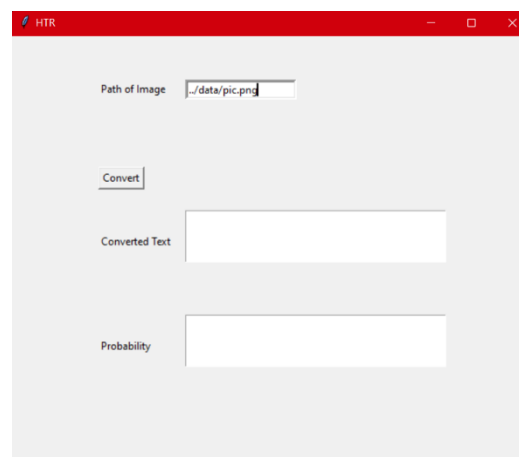 HTR
Path of Image ../data/pic.png
Convert
Converted Text
Probability